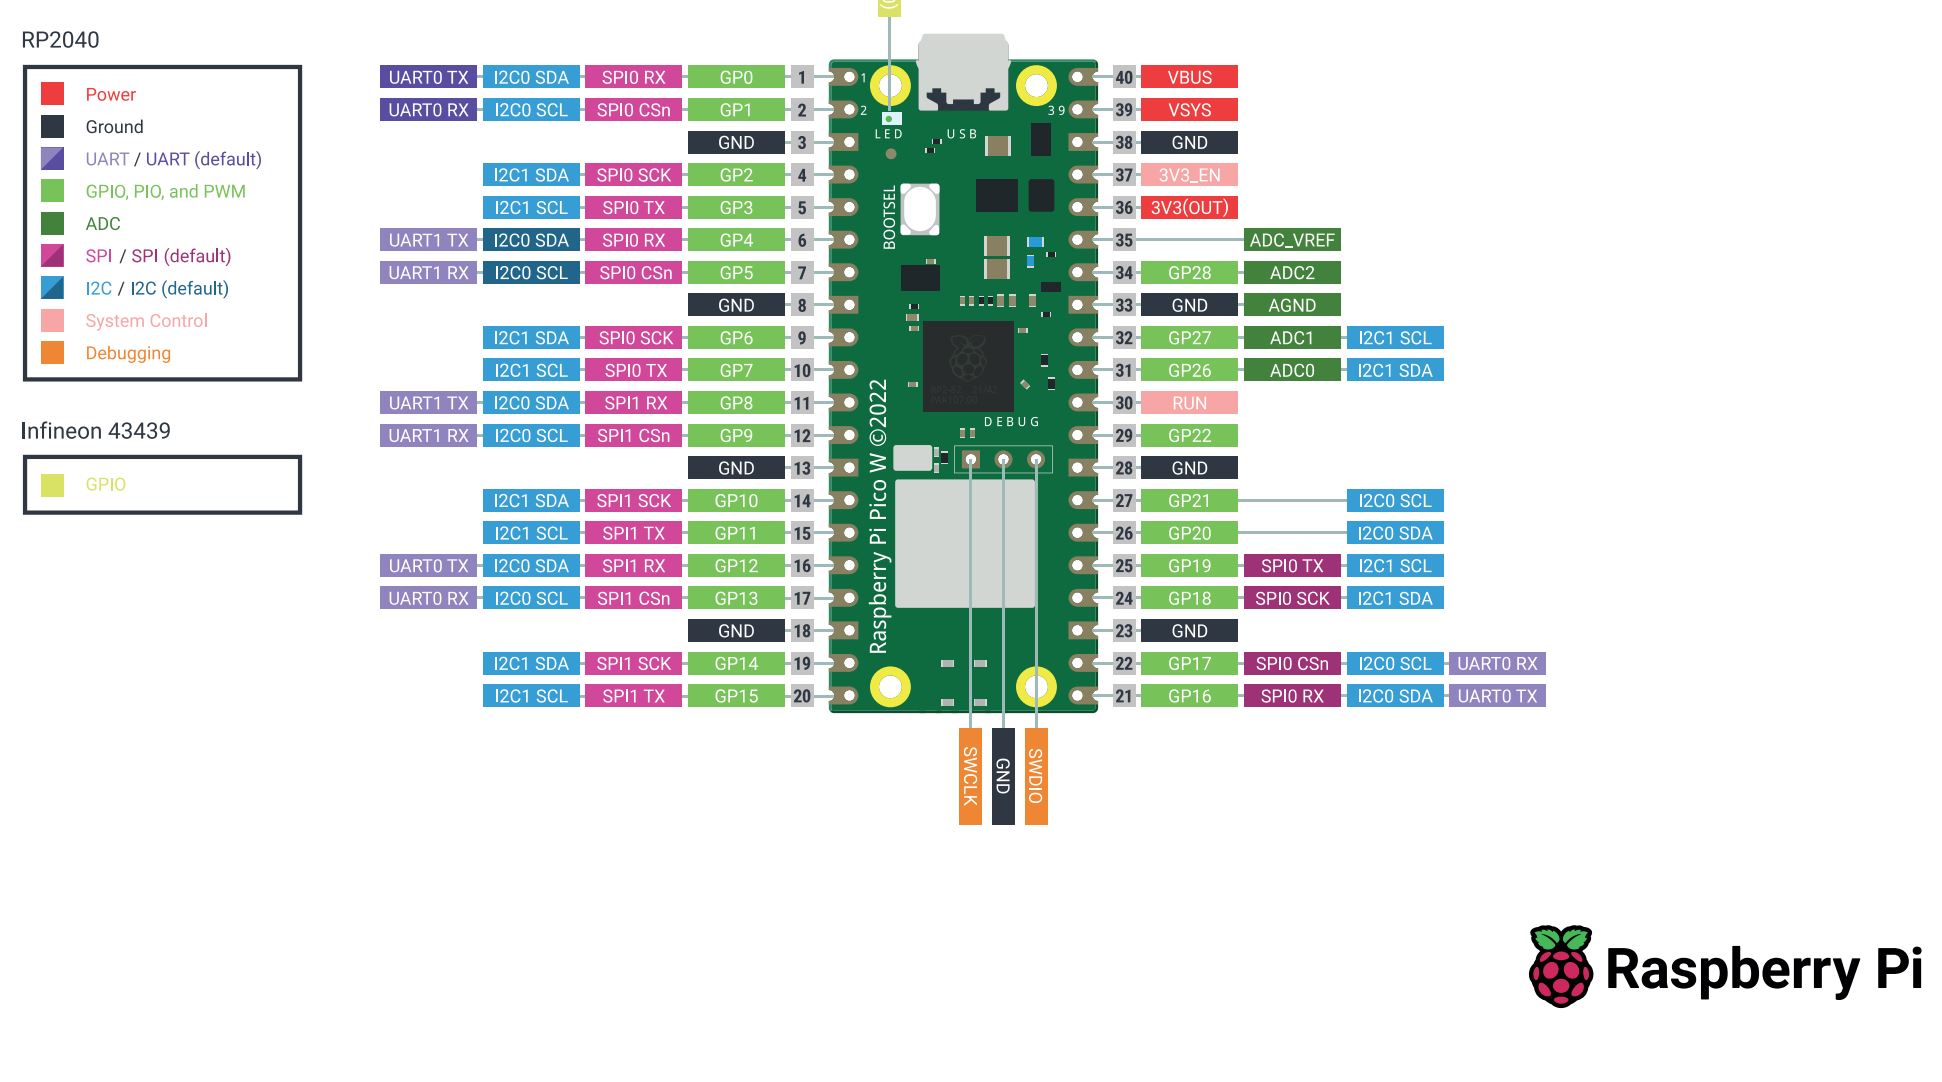 RP2040
Power
Ground
UART / UART (default)
GPIO, PIO, and PWM
ADC
SPI / SPI (default)
I2C / I2C (default)
System Control
Debugging
Infineon 43439
GPIO
UART0 TX I2C0 SDA SPI0 RX GP0 1
UART0 RX I2C0 SCL SPI0 CSn GP1 2
GND 3
I2C1 SDA SPI0 SCK GP2 4
I2C1 SCL SPI0 TX GP3 5
UART1 TX I2C0 SDA SPI0 RX GP4 6
UART1 RX I2C0 SCL SPI0 CSn GP5 7
GND 8
I2C1 SDA SPI0 SCK GP6 9
I2C1 SCL SPI0 TX GP7 10
UART1 TX I2C0 SDA SPI1 RX GP8 11
UART1 RX I2C0 SCL SPI1 CSn GP9 12
GND 13
I2C1 SDA SPI1 SCK GP10 14
I2C1 SCL SPI1 TX GP11 15
UART0 TX I2C0 SDA SPI1 RX GP12 16
UART0 RX I2C0 SCL SPI1 CSn GP13 17
GND 18
I2C1 SDA SPI1 SCK GP14 19
I2C1 SCL SPI1 TX GP15 20
1
2
39
LED
USB
BOOTSEL
DEBUG
Raspberry Pi Pico W ©2022
40 VBUS
39 VSYS
38 GND
37 3V3_EN
36 3V3(OUT)
35 ADC_VREF
34 GP28 ADC2
33 GND AGND
32 GP27 ADC1 I2C1 SCL
31 GP26 ADC0 I2C1 SDA
30 RUN
29 GP22
28 GND
27 GP21 I2C0 SCL
26 GP20 I2C0 SDA
25 GP19 SPI0 TX I2C1 SCL
24 GP18 SPI0 SCK I2C1 SDA
23 GND
22 GP17 SPI0 CSn I2C0 SCL UART0 RX
21 GP16 SPI0 RX I2C0 SDA UART0 TX
SWCLK
GND
SWDIO
Raspberry Pi